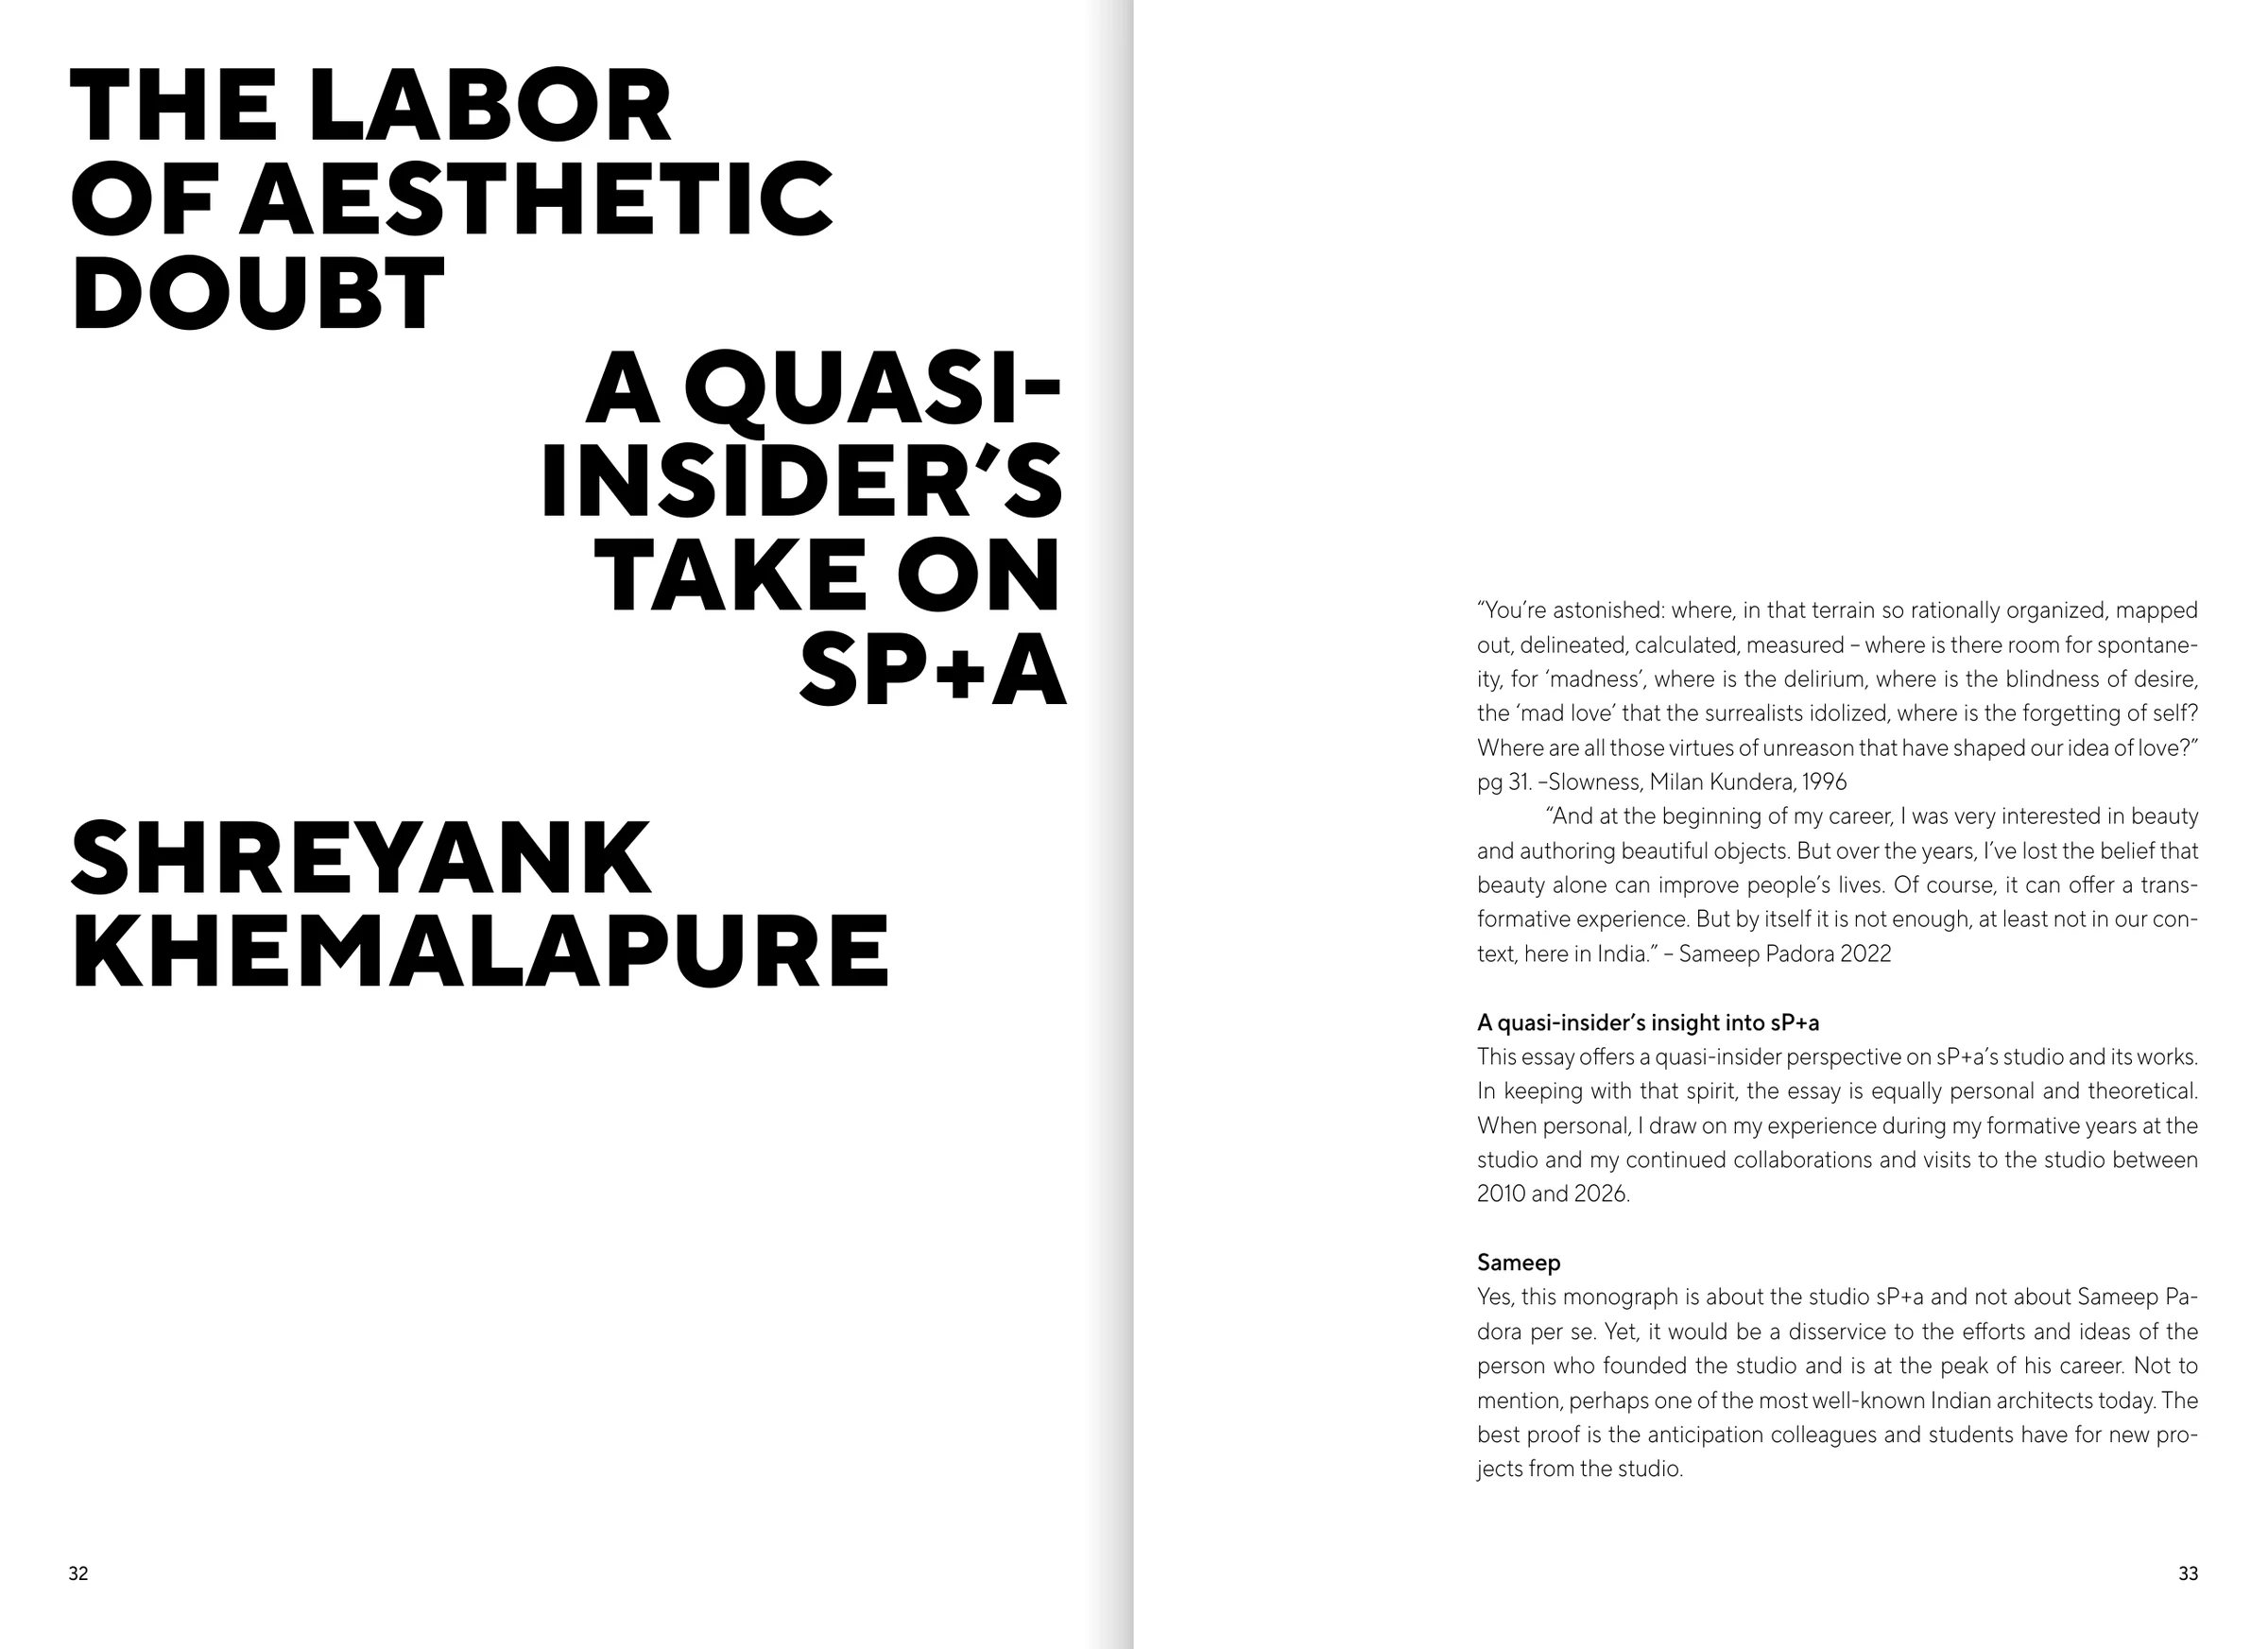 THE LABOR
OF AESTHETIC
DOUBT
A QUASI-
INSIDER’S
TAKE ON
SP+A
SHREYANK
KHEMALAPURE
32
“You’re astonished: where, in that terrain so rationally organized, mapped
out, delineated, calculated, measured – where is there room for spontane-
ity, for ‘madness’, where is the delirium, where is the blindness of desire,
the ‘mad love’ that the surrealists idolized, where is the forgetting of self?
Where are all those virtues of unreason that have shaped our idea of love?”
pg 31. –Slowness, Milan Kundera, 1996
“And at the beginning of my career, I was very interested in beauty
and authoring beautiful objects. But over the years, I’ve lost the belief that
beauty alone can improve people’s lives. Of course, it can offer a trans-
formative experience. But by itself it is not enough, at least not in our con-
text, here in India.” – Sameep Padora 2022
A quasi-insider’s insight into sP+a
This essay offers a quasi-insider perspective on sP+a’s studio and its works.
In keeping with that spirit, the essay is equally personal and theoretical.
When personal, I draw on my experience during my formative years at the
studio and my continued collaborations and visits to the studio between
2010 and 2026.
Sameep
Yes, this monograph is about the studio sP+a and not about Sameep Pa-
dora per se. Yet, it would be a disservice to the efforts and ideas of the
person who founded the studio and is at the peak of his career. Not to
mention, perhaps one of the most well-known Indian architects today. The
best proof is the anticipation colleagues and students have for new pro-
jects from the studio.
33